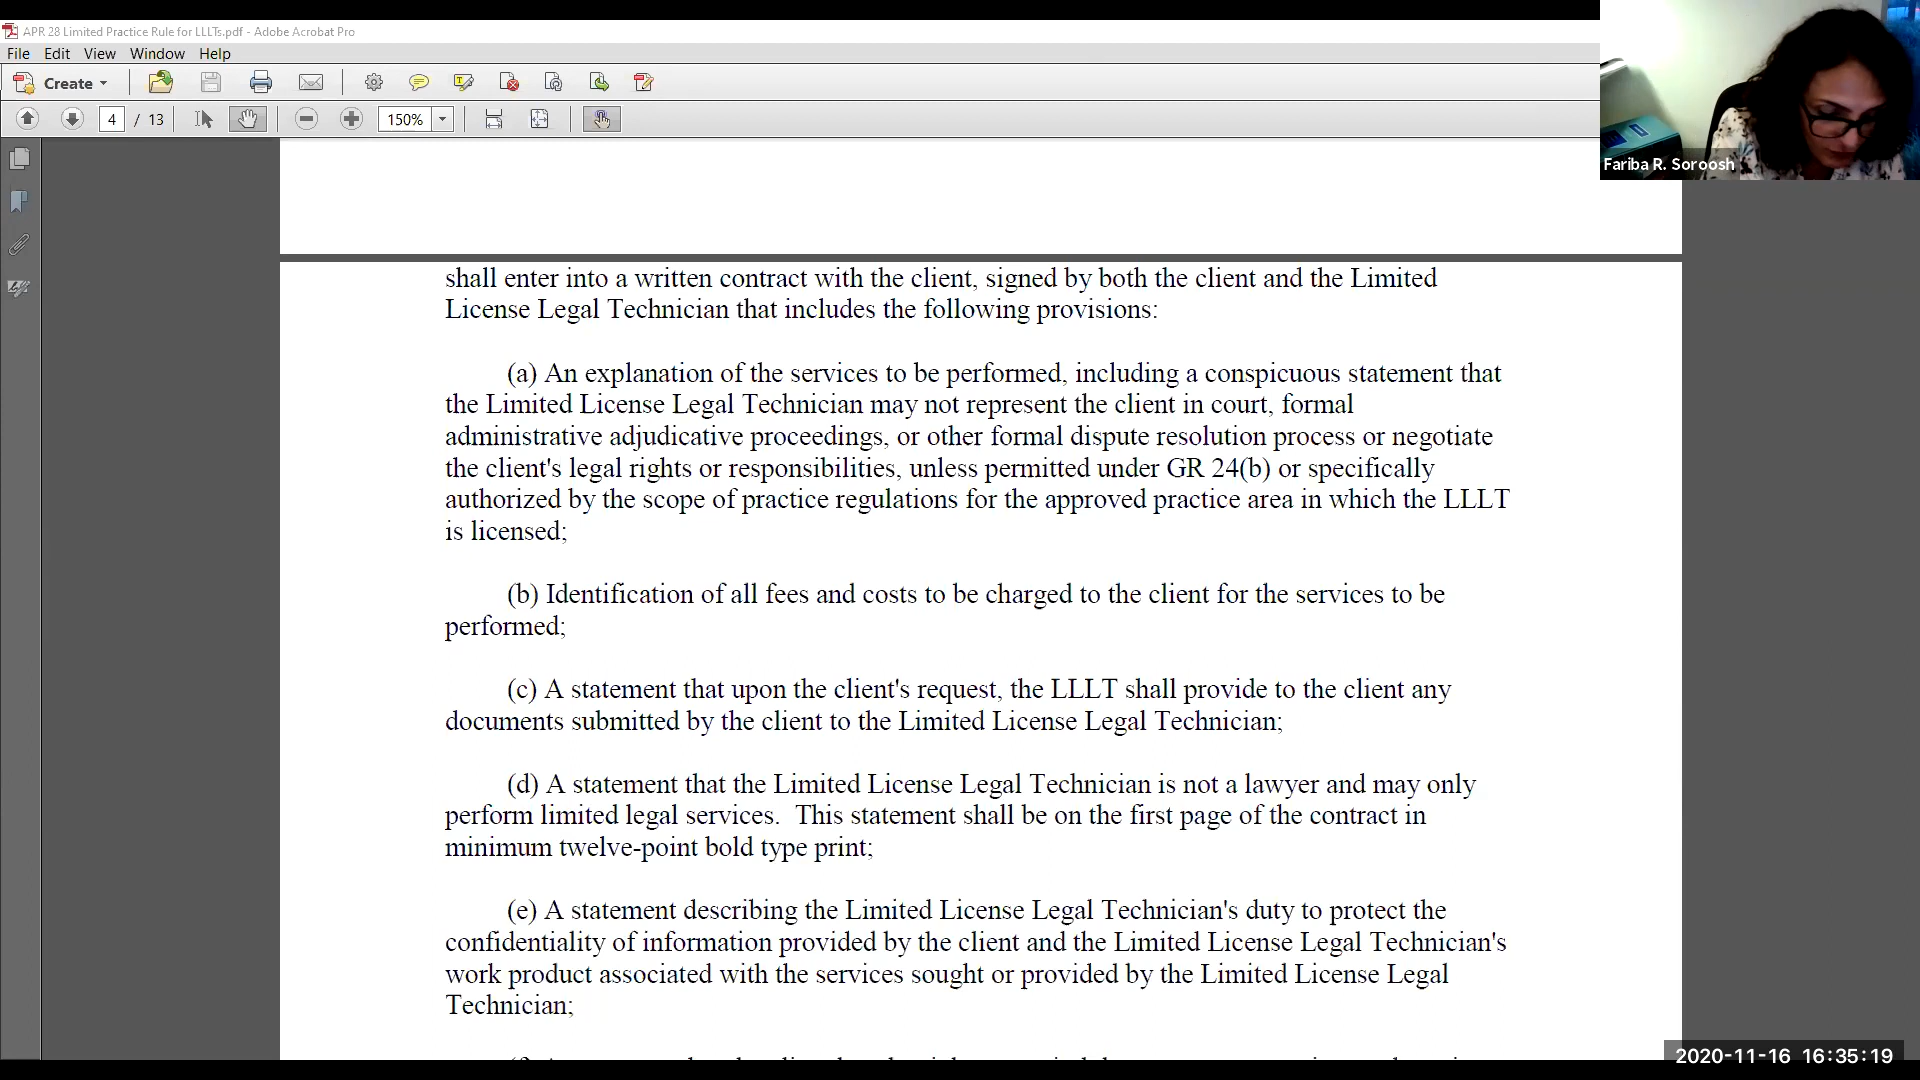 APR 28 Limited Practice Rule for LLLTs.pdf - Adobe Acrobat Pro
File Edit View Window Help
Create
4 / 13 150%
Fariba R. Soroosh
shall enter into a written contract with the client, signed by both the client and the Limited
License Legal Technician that includes the following provisions:
(a) An explanation of the services to be performed, including a conspicuous statement that
the Limited License Legal Technician may not represent the client in court, formal
administrative adjudicative proceedings, or other formal dispute resolution process or negotiate
the client's legal rights or responsibilities, unless permitted under GR 24(b) or specifically
authorized by the scope of practice regulations for the approved practice area in which the LLLT
is licensed;
(b) Identification of all fees and costs to be charged to the client for the services to be
performed;
(c) A statement that upon the client's request, the LLLT shall provide to the client any
documents submitted by the client to the Limited License Legal Technician;
(d) A statement that the Limited License Legal Technician is not a lawyer and may only
perform limited legal services.  This statement shall be on the first page of the contract in
minimum twelve-point bold type print;
(e) A statement describing the Limited License Legal Technician's duty to protect the
confidentiality of information provided by the client and the Limited License Legal Technician's
work product associated with the services sought or provided by the Limited License Legal
Technician;
2020-11-16 16:35:19